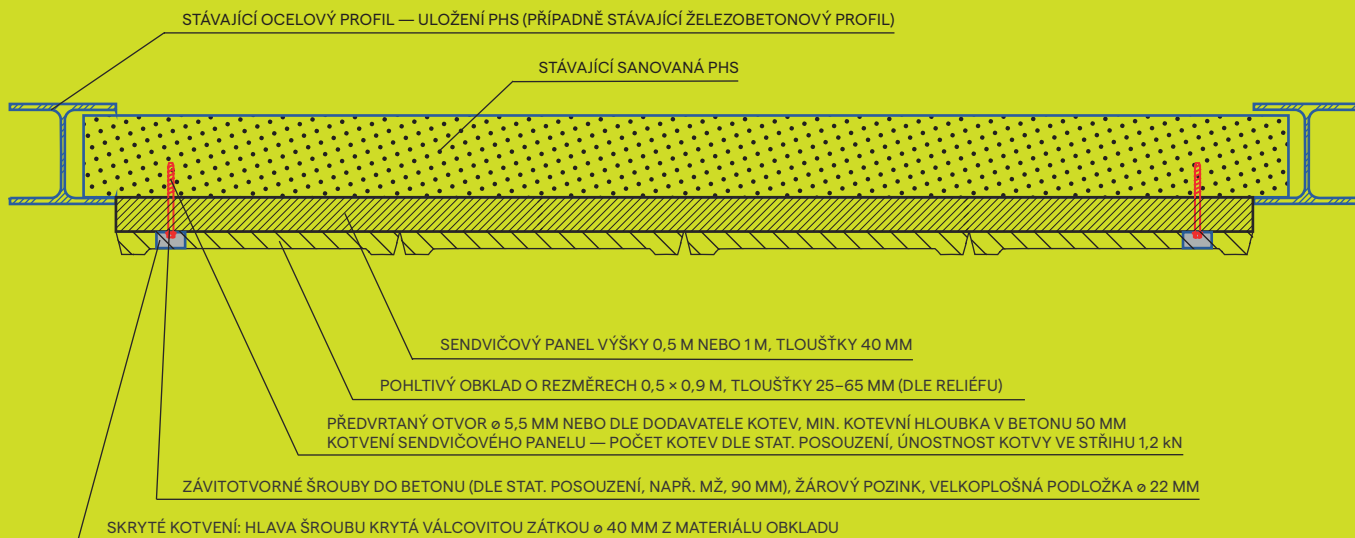 STÁVAJÍCÍ OCELOVÝ PROFIL — ULOŽENÍ PHS (PŘÍPADNĚ STÁVAJÍCÍ ŽELEZOBETONOVÝ PROFIL)
STÁVAJÍCÍ SANOVANÁ PHS
SENDVIČOVÝ PANEL VÝŠKY 0,5 M NEBO 1 M, TLOUŠŤKY 40 MM
POHLTIVÝ OBKLAD O REZMĚRECH 0,5 × 0,9 M, TLOUŠŤKY 25–65 MM (DLE RELIÉFU)
PŘEDVRTANÝ OTVOR ø 5,5 MM NEBO DLE DODAVATELE KOTEV, MIN. KOTEVNÍ HLOUBKA V BETONU 50 MM
KOTVENÍ SENDVIČOVÉHO PANELU — POČET KOTEV DLE STAT. POSOUZENÍ, ÚNOSTNOST KOTVY VE STŘIHU 1,2 kN
ZÁVITOTVORNÉ ŠROUBY DO BETONU (DLE STAT. POSOUZENÍ, NAPŘ. MŽ, 90 MM), ŽÁROVÝ POZINK, VELKOPLOŠNÁ PODLOŽKA ø 22 MM
SKRYTÉ KOTVENÍ: HLAVA ŠROUBU KRYTÁ VÁLCOVITOU ZÁTKOU ø 40 MM Z MATERIÁLU OBKLADU